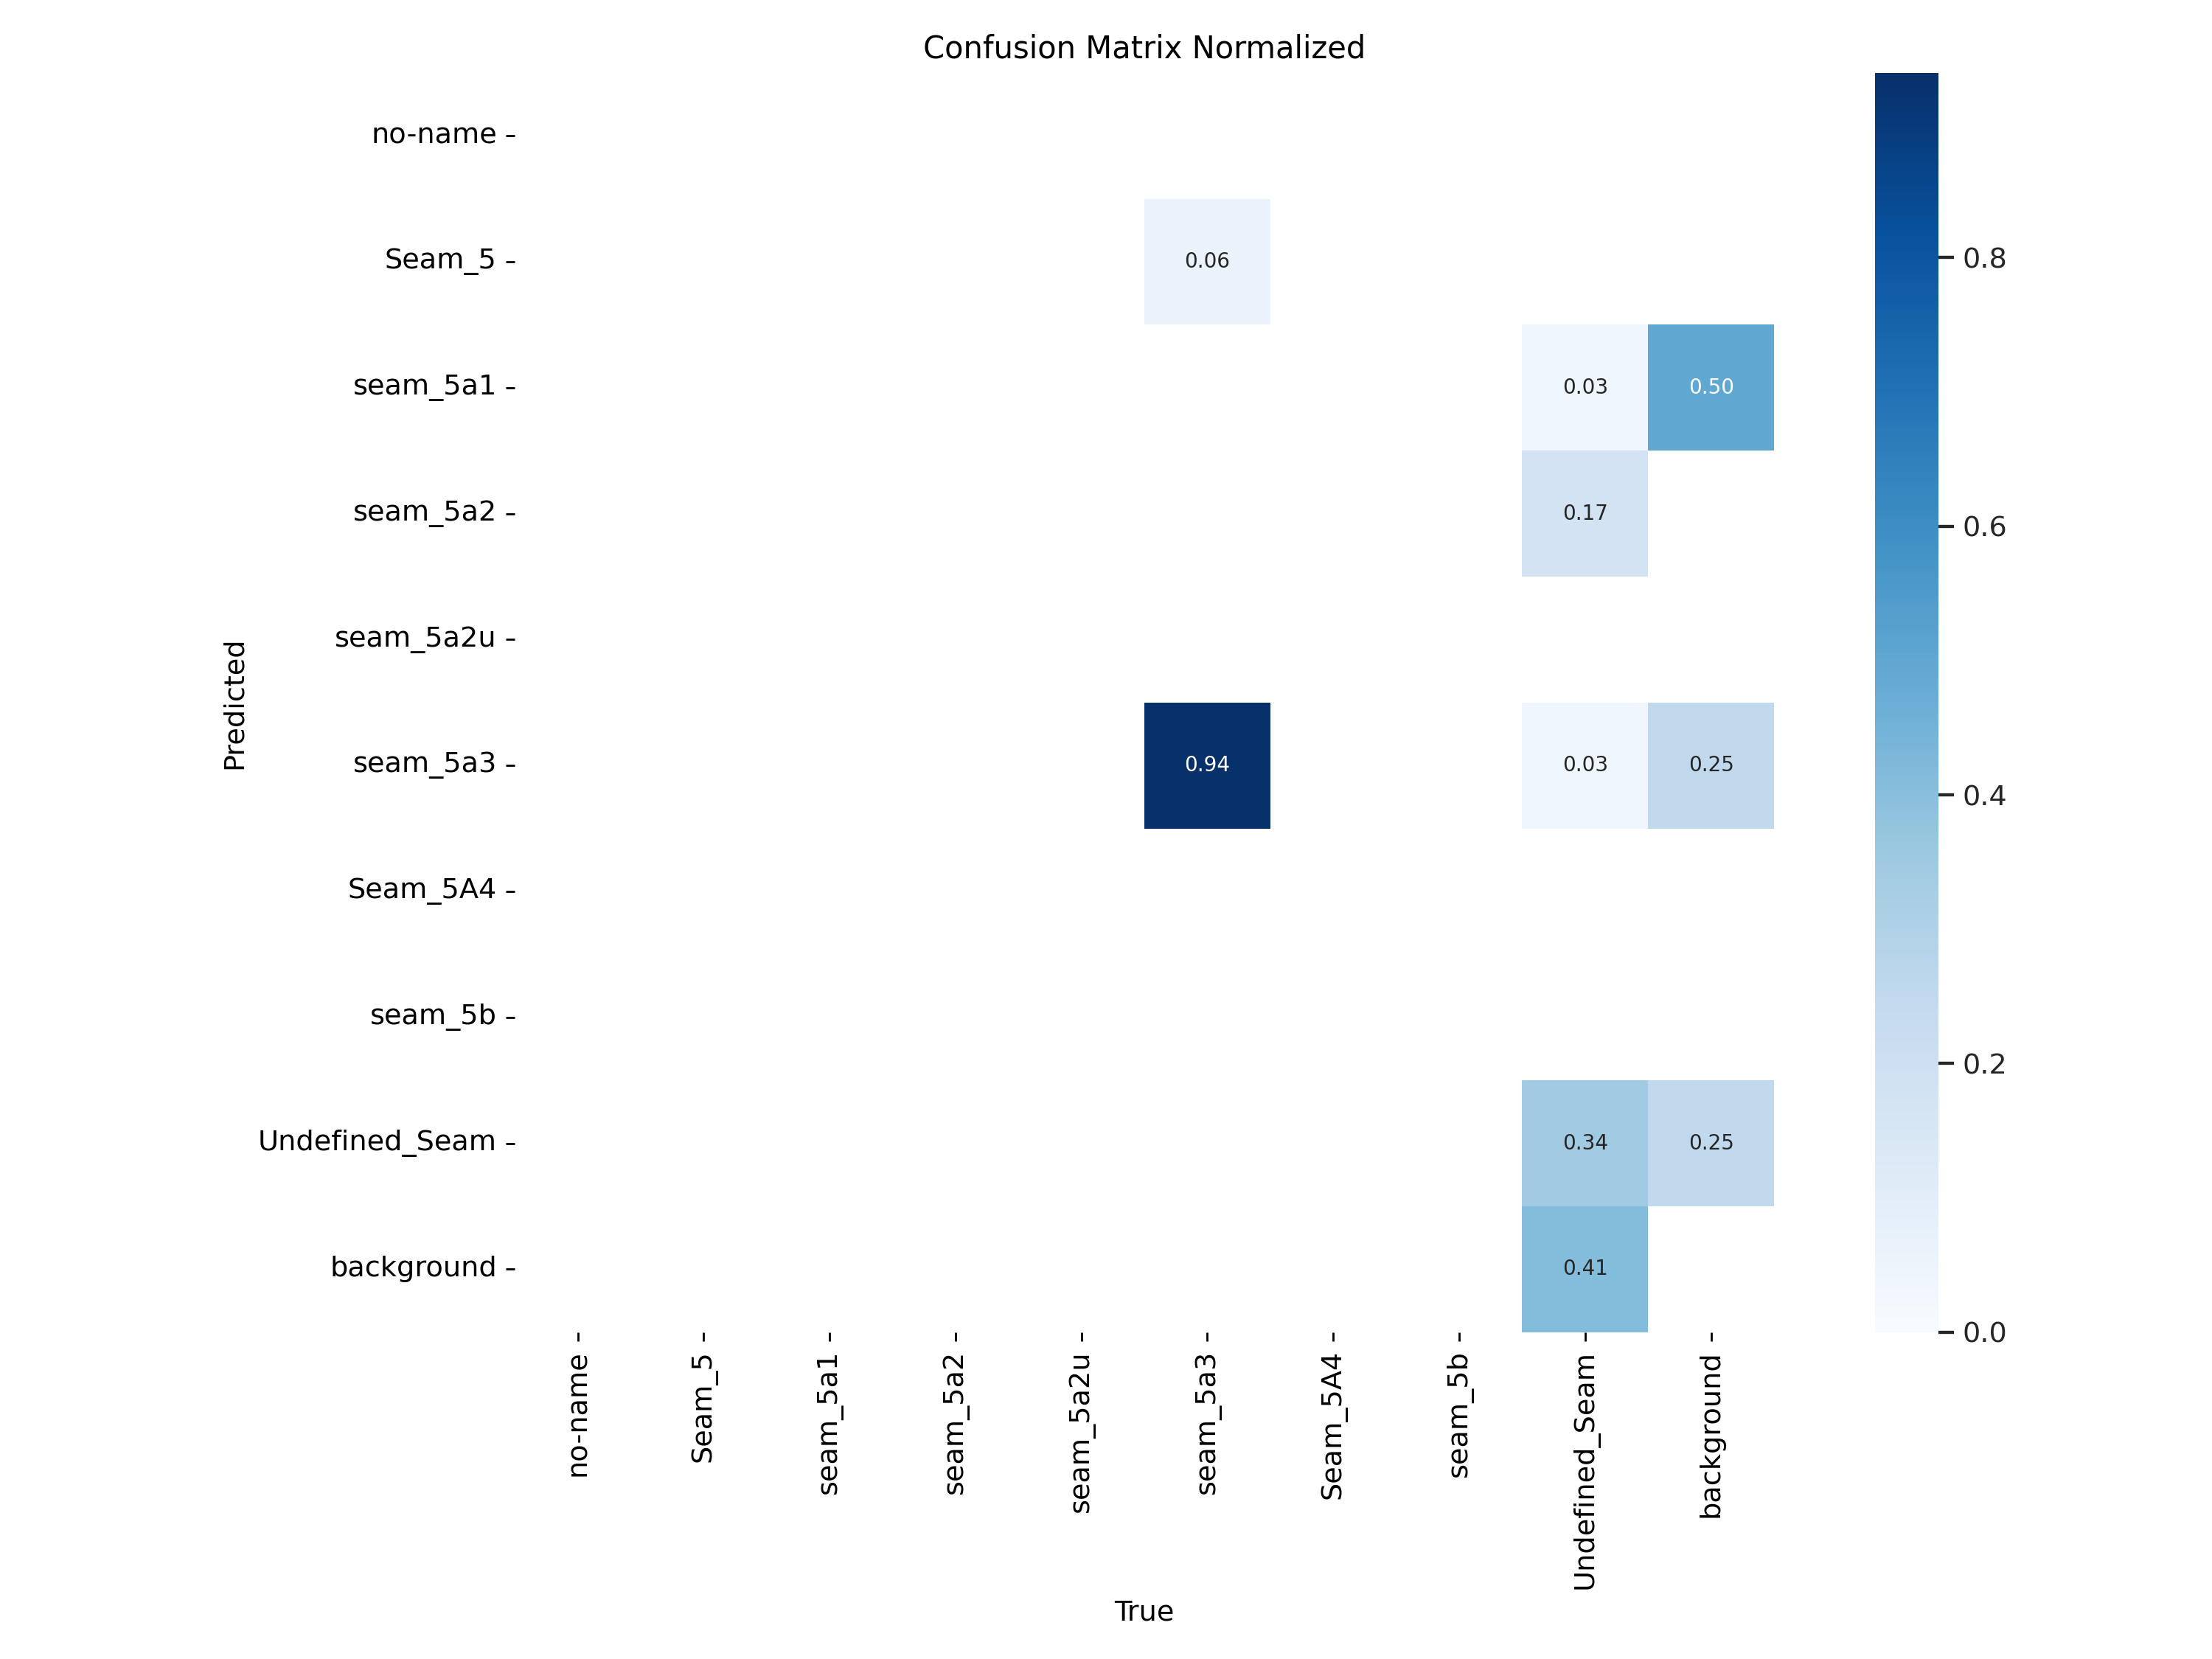 Confusion Matrix Normalized
no-name
Seam_5
0.06
0.8
seam_5a1
0.03
0.50
seam_5a2
0.17
0.6
seam_5a2u
Predicted
seam_5a3
0.94
0.03
0.25
0.4
Seam_5A4
seam_5b
0.2
Undefined_Seam
0.34
0.25
background
0.41
0.0
no-name
Seam_5
seam_5a1
seam_5a2
seam_5a2u
seam_5a3
Seam_5A4
seam_5b
Undefined_Seam
background
True